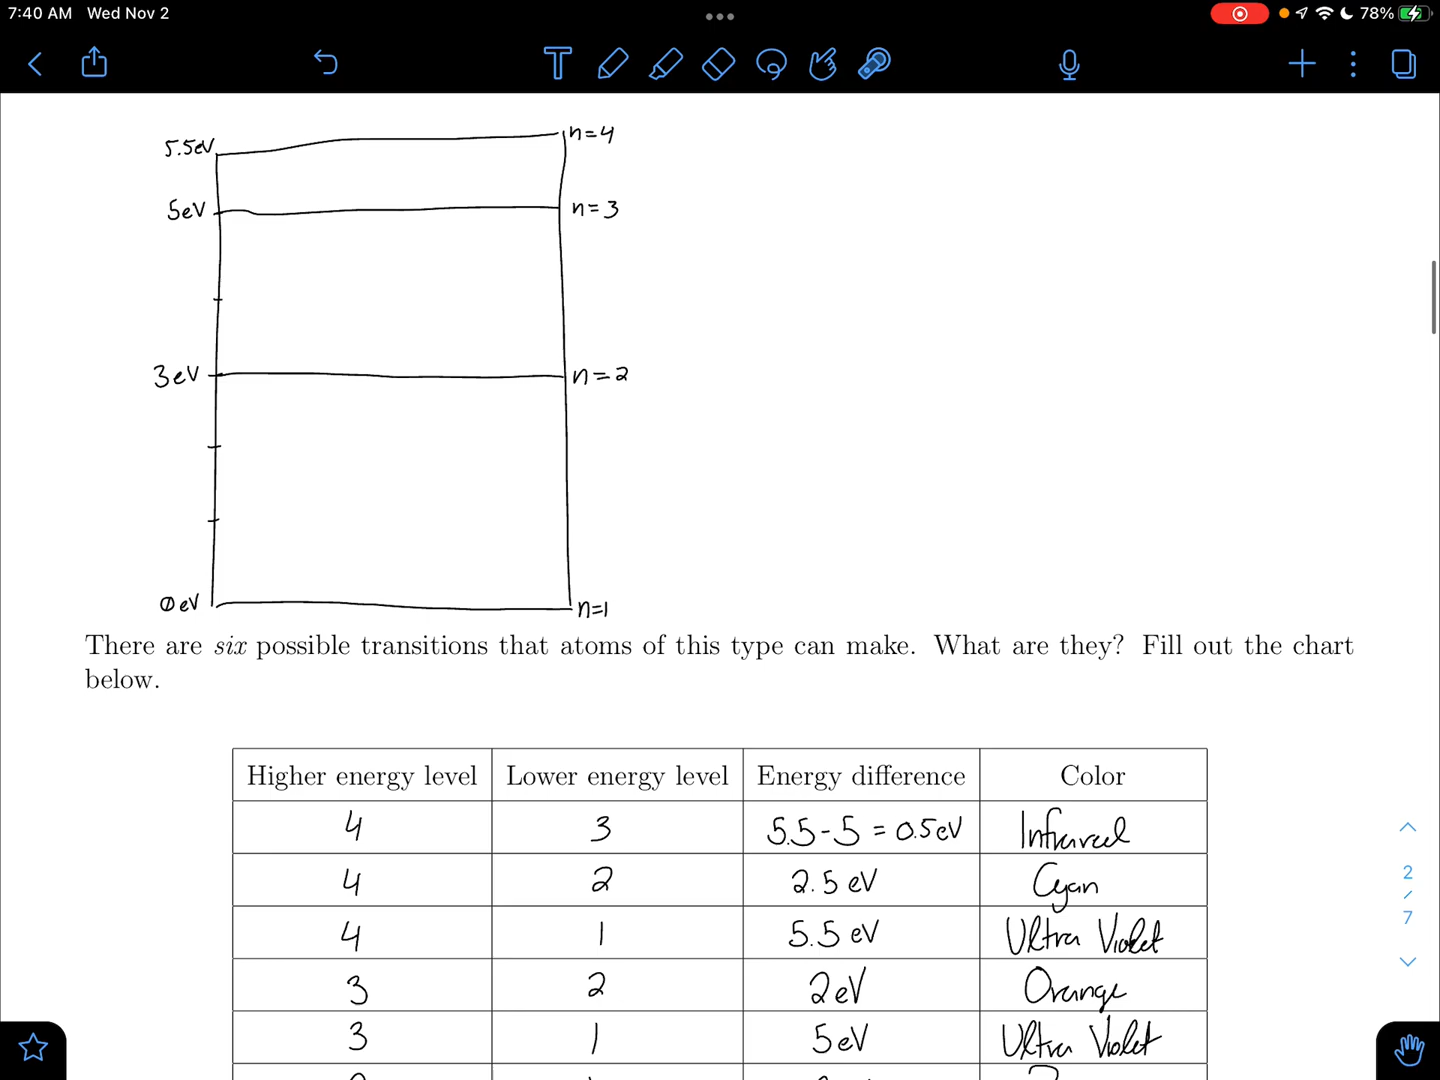 7:40 AM Wed Nov 2
78%
5.5eV
n=4
5eV
n=3
3eV
n=2
0eV
n=1
There are six possible transitions that atoms of this type can make. What are they? Fill out the chart
below.
Higher energy level Lower energy level Energy difference Color
4 3 5.5-5 = 0.5eV Infrared
4 2 2.5 eV Cyan
4 1 5.5 eV Ultra Violet
3 2 2eV Orange
3 1 5eV Ultra Violet
2
/
7